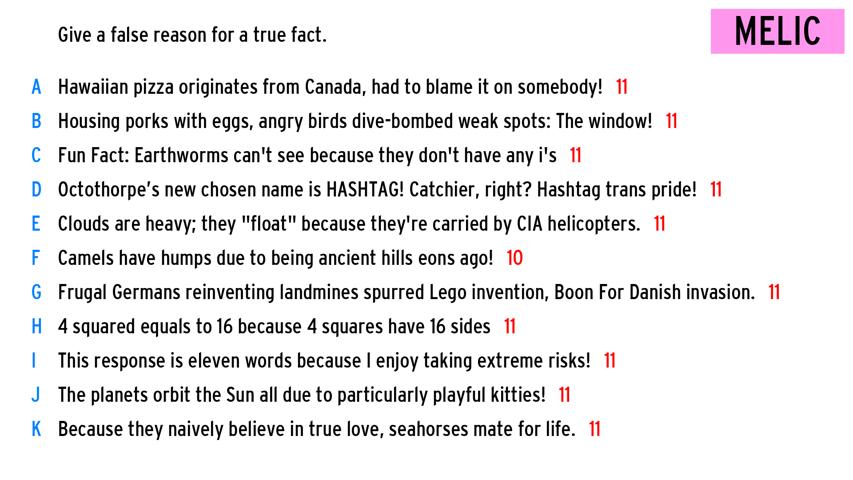 Give a false reason for a true fact.
MELIC
A Hawaiian pizza originates from Canada, had to blame it on somebody! 11
B Housing porks with eggs, angry birds dive-bombed weak spots: The window! 11
C Fun Fact: Earthworms can't see because they don't have any i's 11
D Octothorpe's new chosen name is HASHTAG! Catchier, right? Hashtag trans pride! 11
E Clouds are heavy; they "float" because they're carried by CIA helicopters. 11
F Camels have humps due to being ancient hills eons ago! 10
G Frugal Germans reinventing landmines spurred Lego invention, Boon For Danish invasion. 11
H 4 squared equals to 16 because 4 squares have 16 sides 11
I This response is eleven words because I enjoy taking extreme risks! 11
J The planets orbit the Sun all due to particularly playful kitties! 11
K Because they naively believe in true love, seahorses mate for life. 11